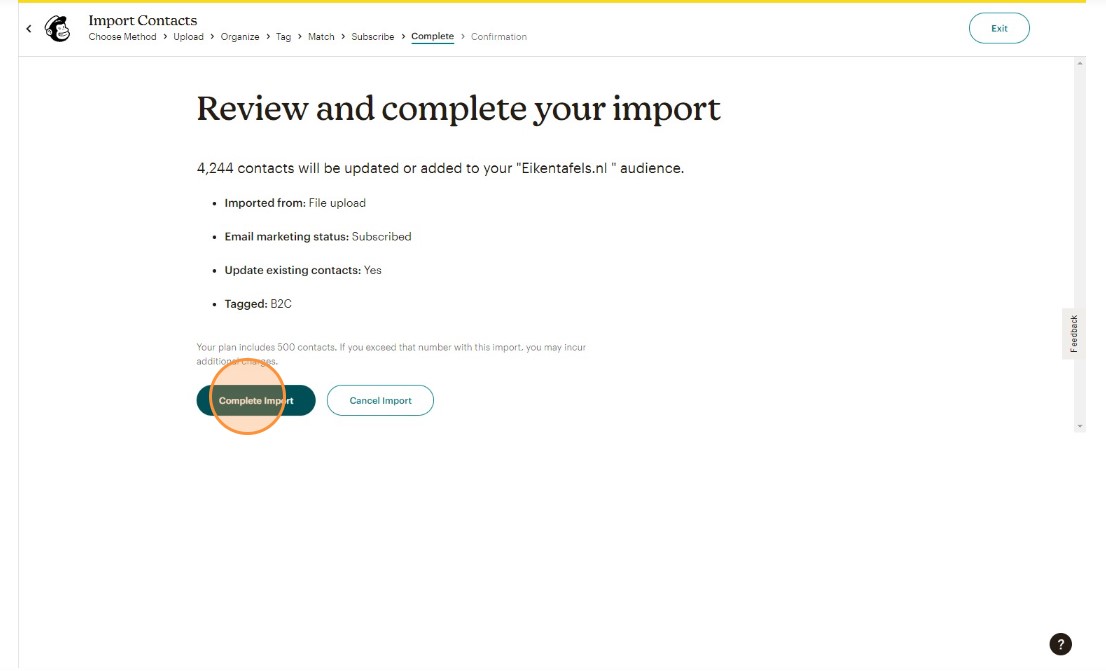 Import Contacts
Choose Method > Upload > Organize > Tag > Match > Subscribe > Complete > Confirmation
Exit
Review and complete your import
4,244 contacts will be updated or added to your "Eikentafels.nl " audience.
• Imported from: File upload
• Email marketing status: Subscribed
• Update existing contacts: Yes
• Tagged: B2C
Feedback
Your plan includes 500 contacts. If you exceed that number with this import, you may incur
additional charges.
Complete Import
Cancel Import
?